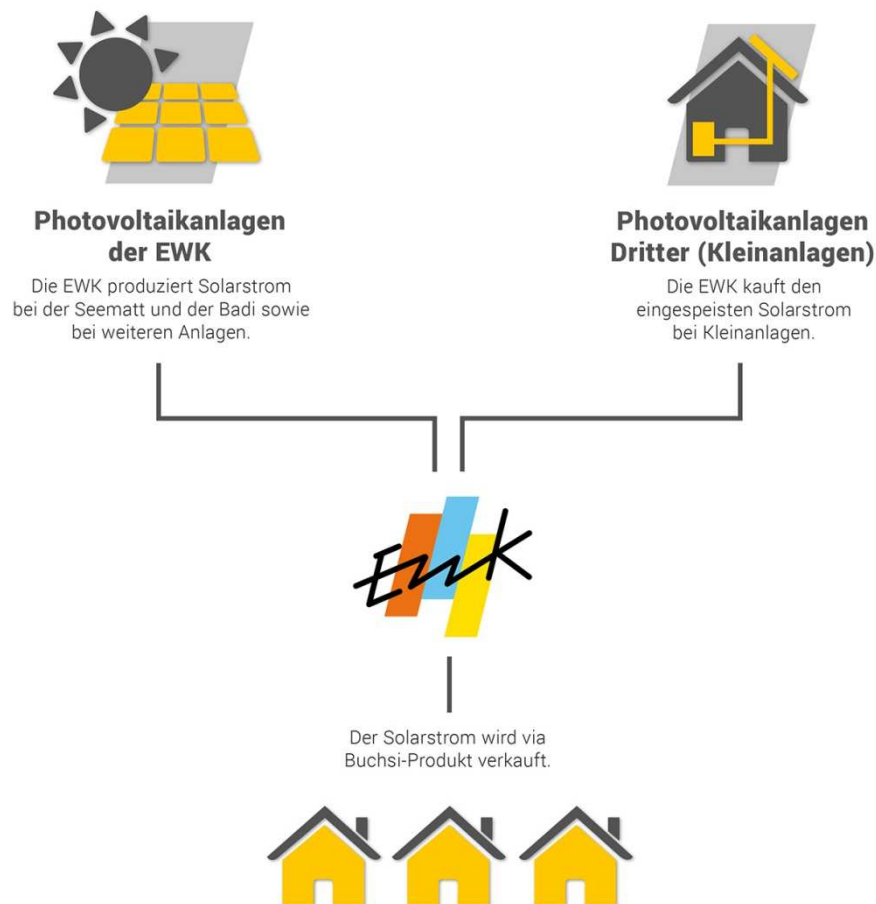 Photovoltaikanlagen
der EWK
Die EWK produziert Solarstrom
bei der Seematt und der Badi sowie
bei weiteren Anlagen.
Photovoltaikanlagen
Dritter (Kleinanlagen)
Die EWK kauft den
eingespeisten Solarstrom
bei Kleinanlagen.
EWK
Der Solarstrom wird via
Buchsi-Produkt verkauft.